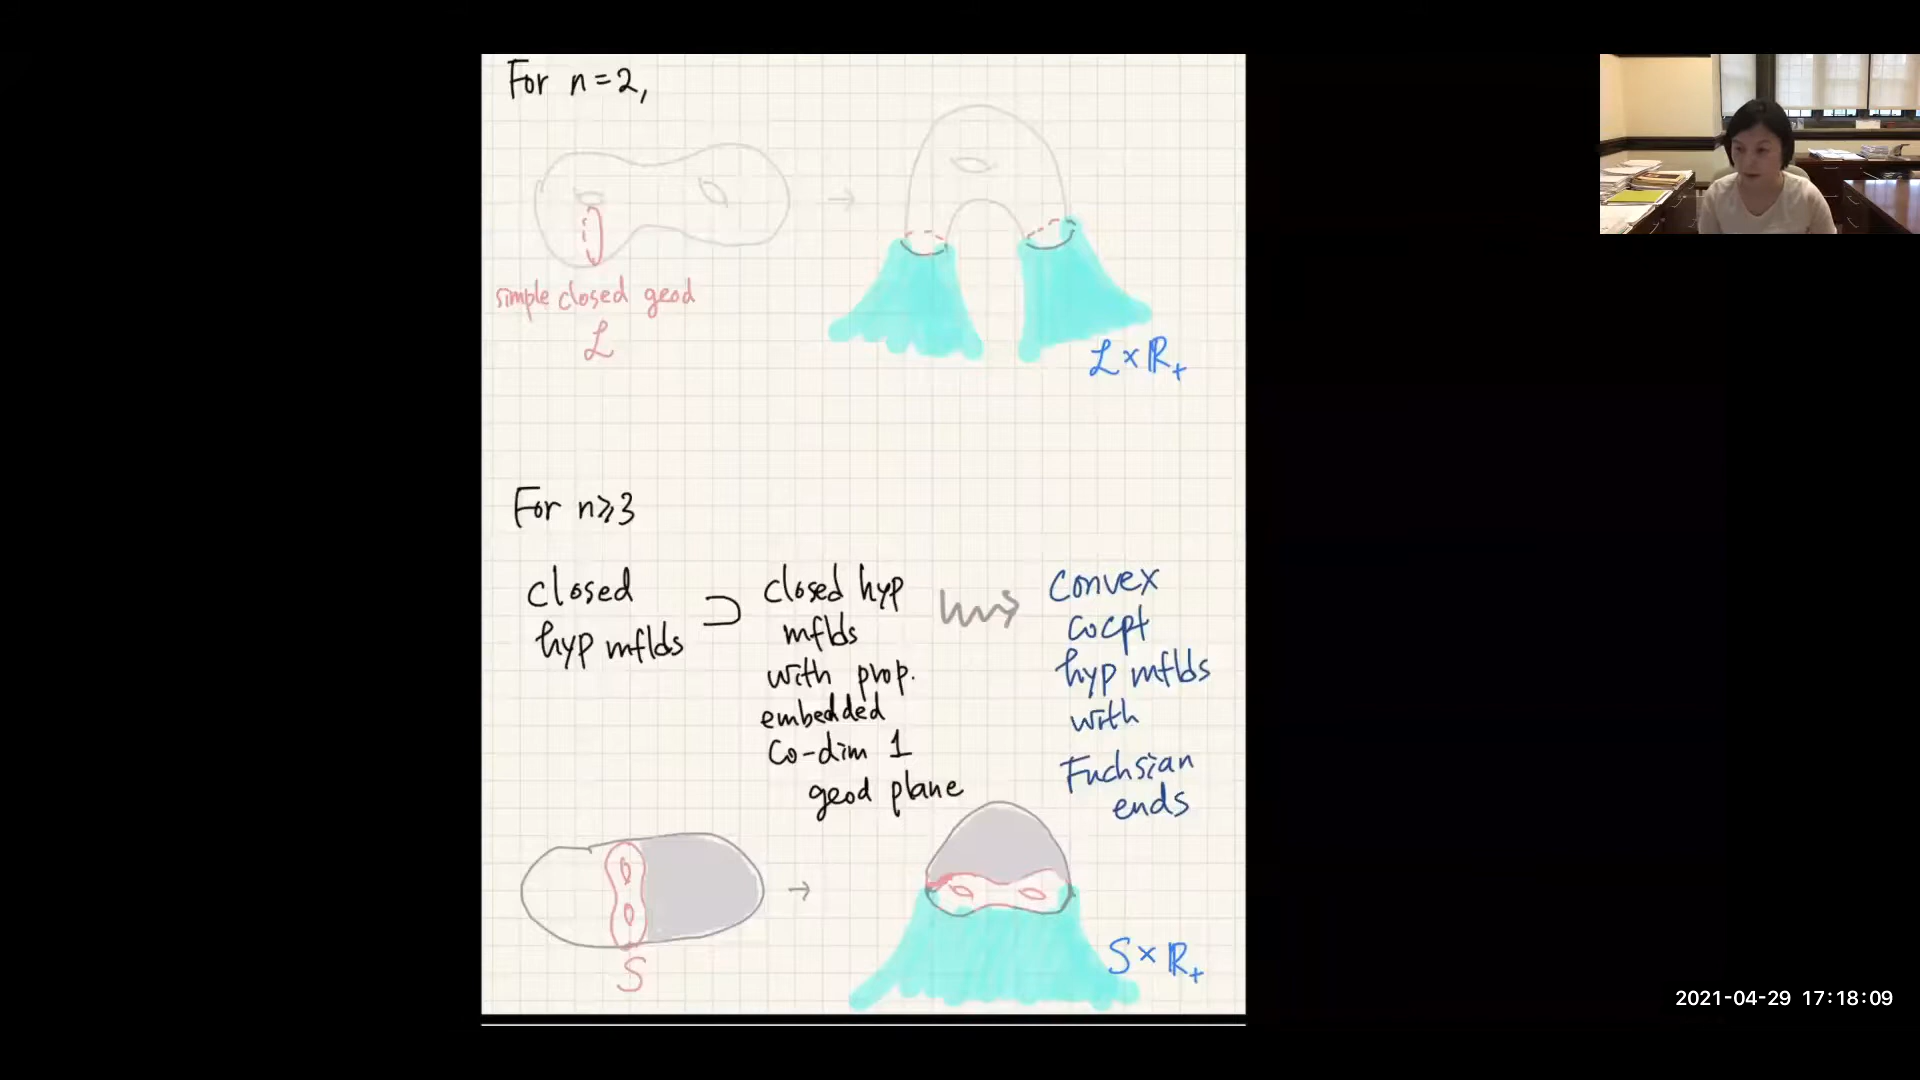 For n=2,
simple closed geod
L
L × ℝ₊
For n⩾3
closed
hyp mflds
⊃
closed hyp
mflds
with prop.
embedded
Co-dim 1
geod plane
Convex
cocpt
hyp mflds
with
Fuchsian
ends
S
S × ℝ₊
2021-04-29 17:18:09